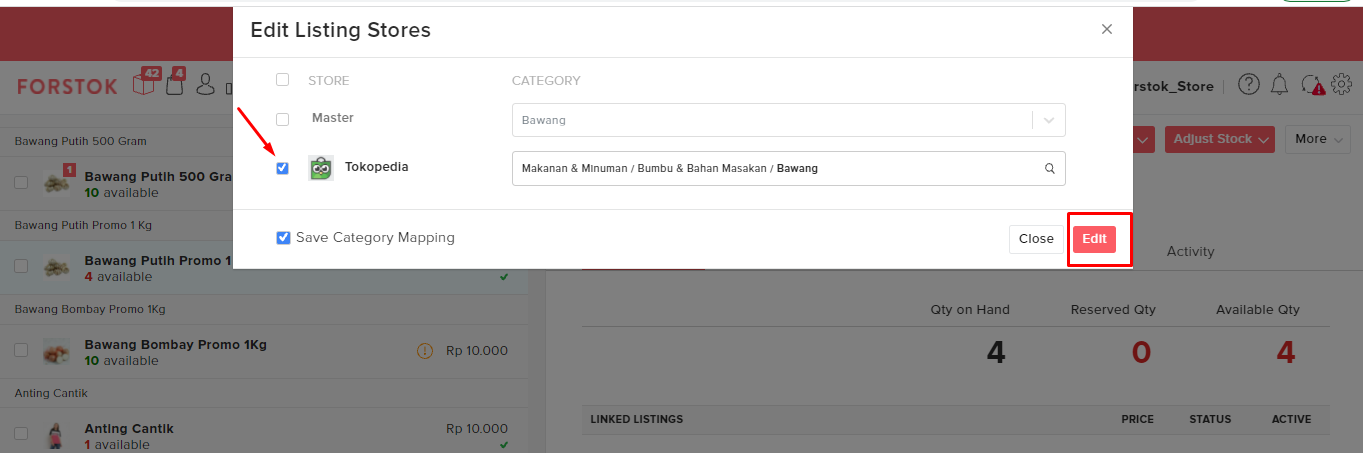 Edit Listing Stores
STORE CATEGORY
Master Bawang
Tokopedia Makanan & Minuman / Bumbu & Bahan Masakan / Bawang
Save Category Mapping Close Edit
FORSTOK 42 4
rstok_Store
Adjust Stock More
Bawang Putih 500 Gram
1
Bawang Putih 500 Gra
10 available
Bawang Putih Promo 1 Kg
Bawang Putih Promo 1
4 available
Bawang Bombay Promo 1Kg
Bawang Bombay Promo 1Kg Rp 10.000
10 available
Anting Cantik
Anting Cantik Rp 10.000
1 available
Activity
Qty on Hand Reserved Qty Available Qty
4 0 4
LINKED LISTINGS PRICE STATUS ACTIVE